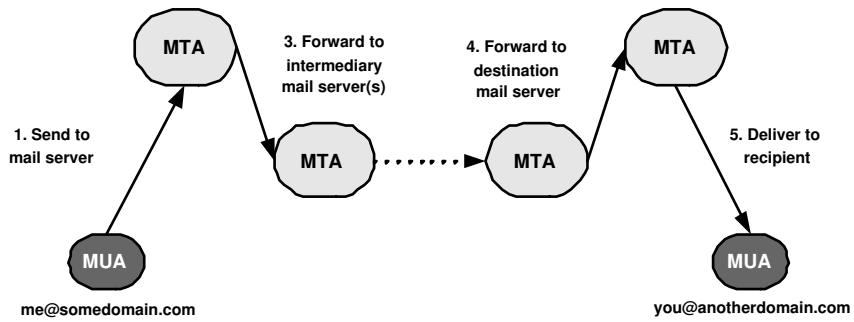 MTA
3. Forward to
intermediary
mail server(s)
4. Forward to
destination
mail server
MTA
1. Send to
mail server
MTA
MTA
5. Deliver to
recipient
MUA
MUA
me@somedomain.com
you@anotherdomain.com